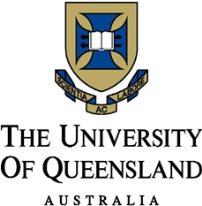 SCIENTIA AC LABORE
THE UNIVERSITY
OF QUEENSLAND
AUSTRALIA